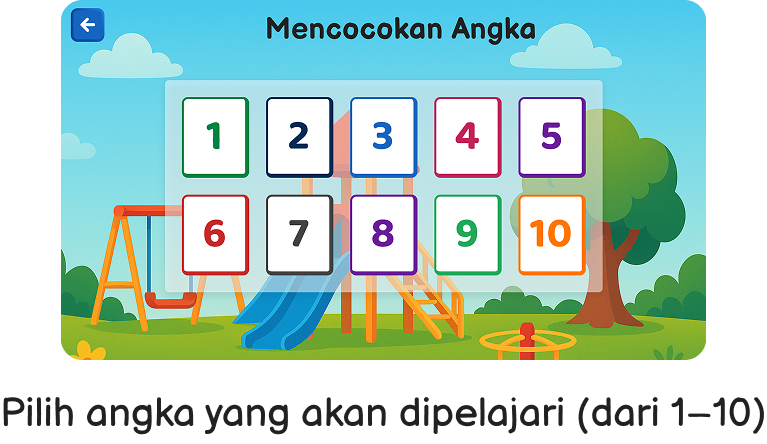 Mencocokan Angka
1 2 3 4 5
6 7 8 9 10
Pilih angka yang akan dipelajari (dari 1–10)